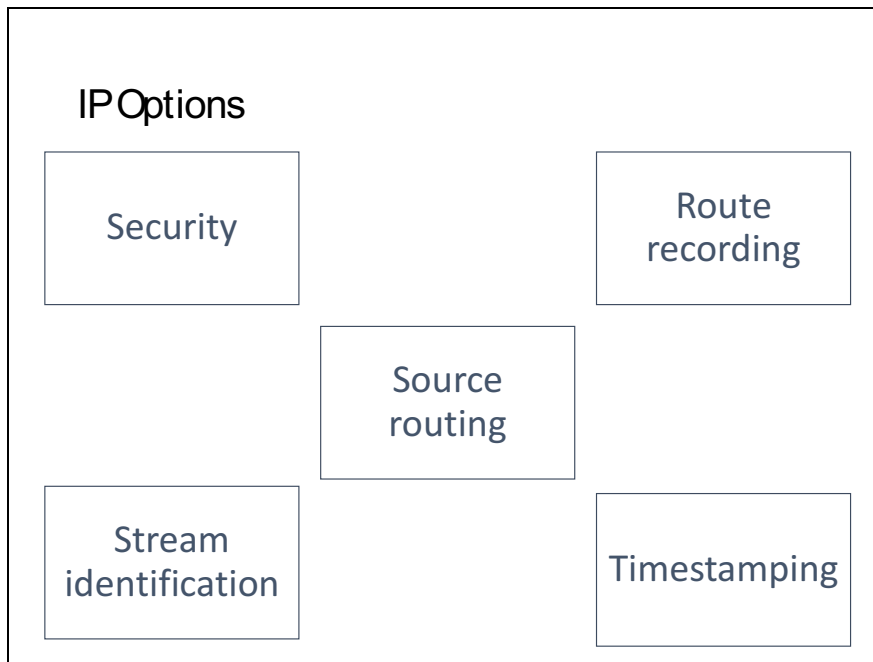 IP Options
Security
Route
recording
Source
routing
Stream
identification
Timestamping